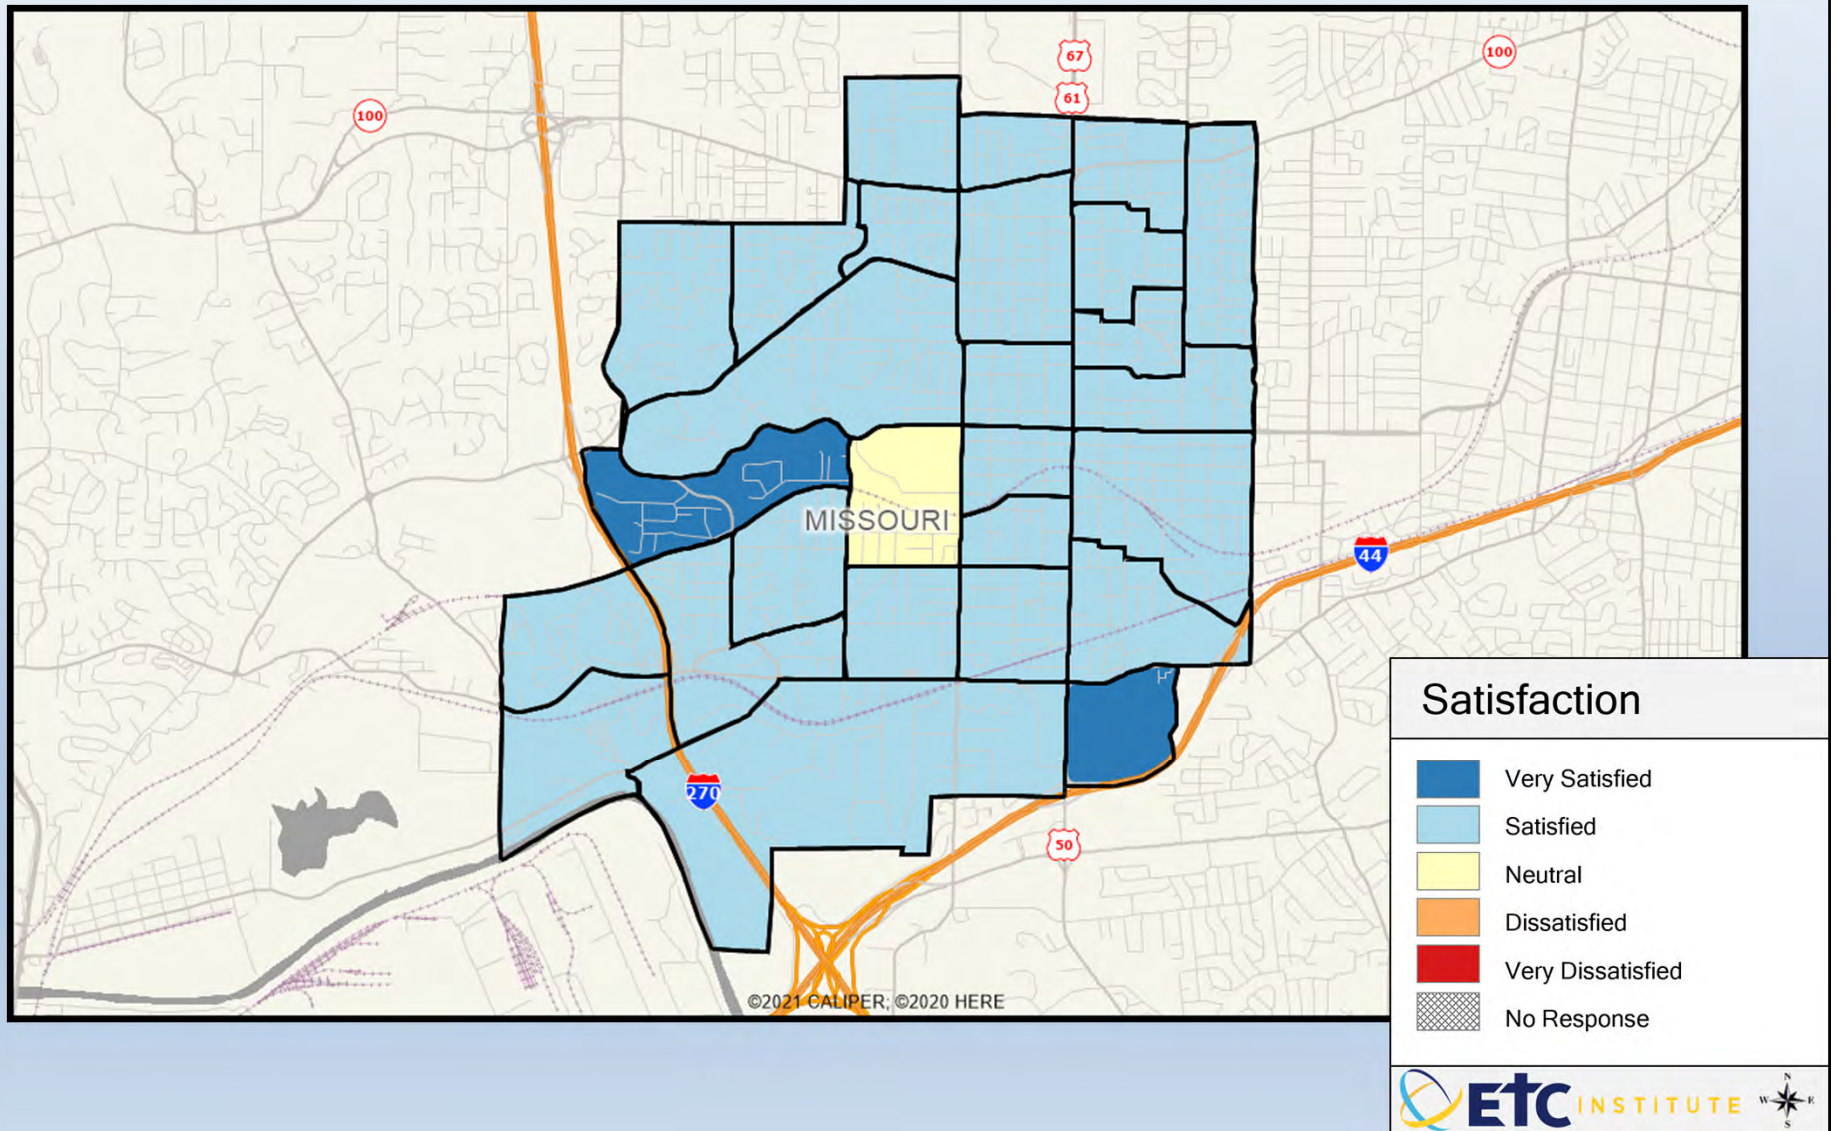 67
100
61
100
MISSOURI
44
270
50
©2021 CALIPER; ©2020 HERE
Satisfaction
Very Satisfied
Satisfied
Neutral
Dissatisfied
Very Dissatisfied
No Response
ETC INSTITUTE
N
W E
S